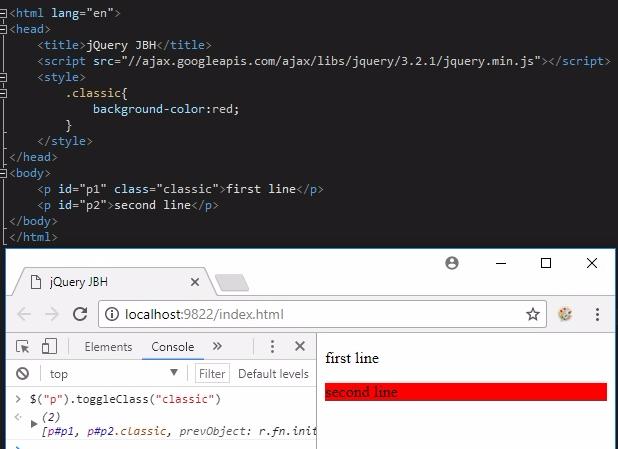 <html lang="en">
<head>
<title>jQuery JBH</title>
<script src="//ajax.googleapis.com/ajax/libs/jquery/3.2.1/jquery.min.js"></script>
<style>
.classic{
background-color:red;
}
</style>
</head>
<body>
<p id="p1" class="classic">first line</p>
<p id="p2">second line</p>
</body>
</html>
jQuery JBH
localhost:9822/index.html
Elements Console »
top Filter Default levels
> $("p").toggleClass("classic")
(2)
[p#p1, p#p2.classic, prevObject: r.fn.init
first line
second line